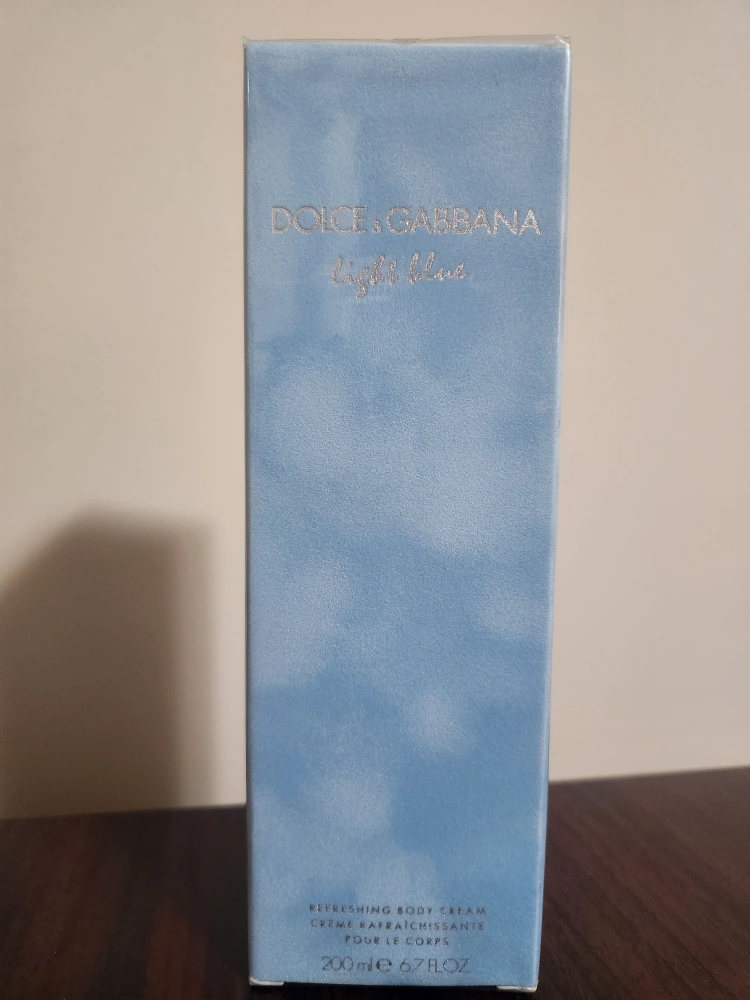 DOLCE & GABBANA
light blue
REFRESHING BODY CREAM
CRÈME RAFRAÎCHISSANTE
POUR LE CORPS
200 ml ℮ 6.7 FL.OZ.